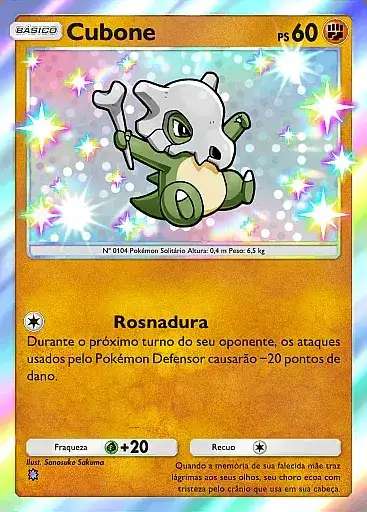 BÁSICO Cubone PS 60
Nº 0104 Pokémon Solitário Altura: 0,4 m Peso: 6,5 kg
Rosnadura
Durante o próximo turno do seu oponente, os ataques
usados pelo Pokémon Defensor causarão −20 pontos de
dano.
Fraqueza +20 Recuo
Ilust. Sanosuke Sakuma
Quando a memória de sua falecida mãe traz
lágrimas aos seus olhos, seu choro ecoa com
tristeza pelo crânio que usa em sua cabeça.